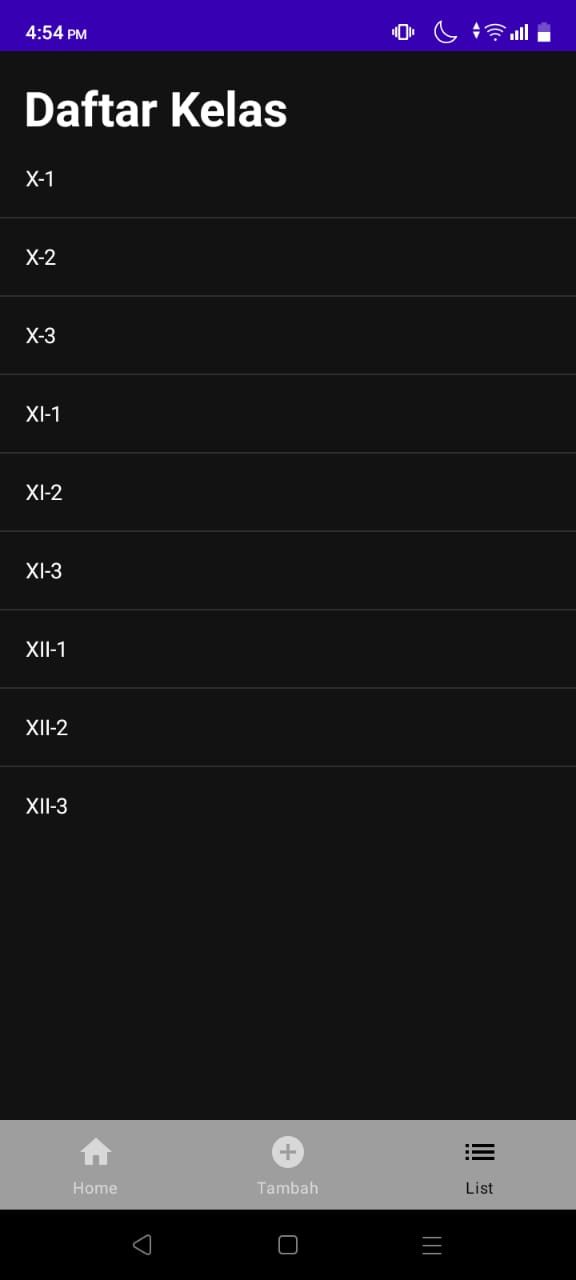 4:54 PM
Daftar Kelas
X-1
X-2
X-3
XI-1
XI-2
XI-3
XII-1
XII-2
XII-3
Home
Tambah
List